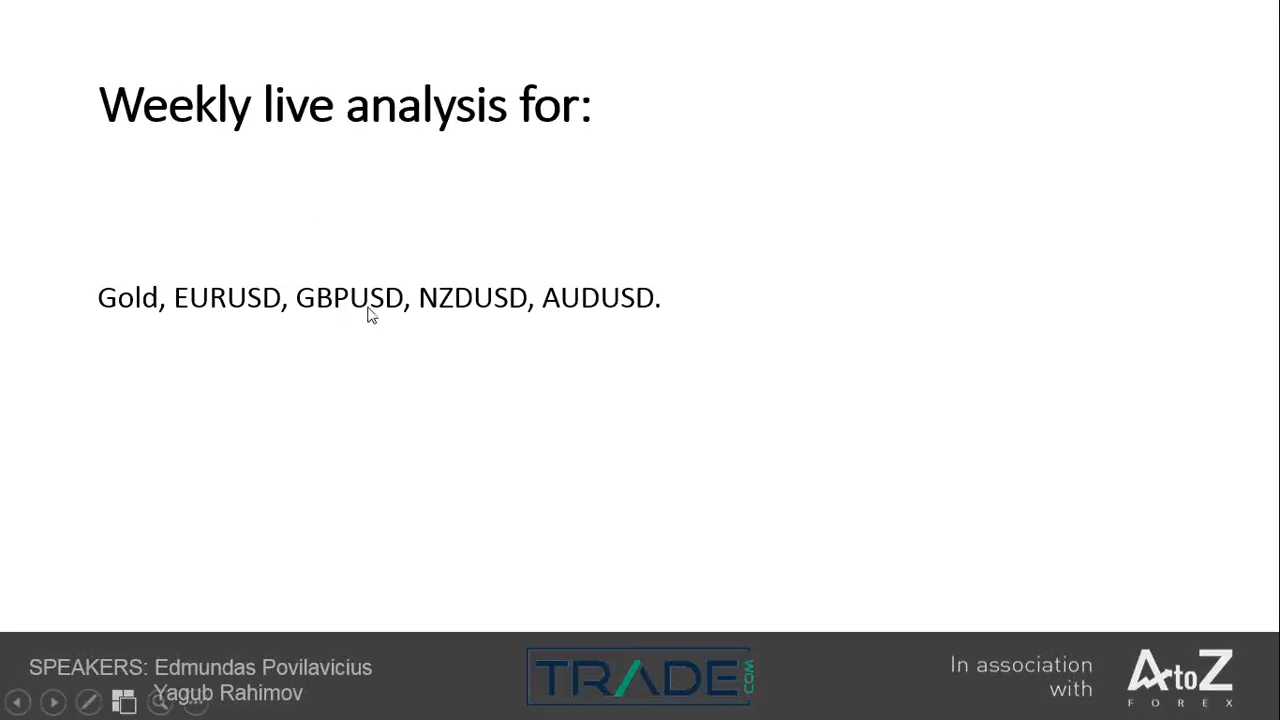 Weekly live analysis for:
Gold, EURUSD, GBPUSD, NZDUSD, AUDUSD.
SPEAKERS: Edmundas Povilavicius
Yagub Rahimov
TRADE.COM
In association
with
AtoZ
FOREX